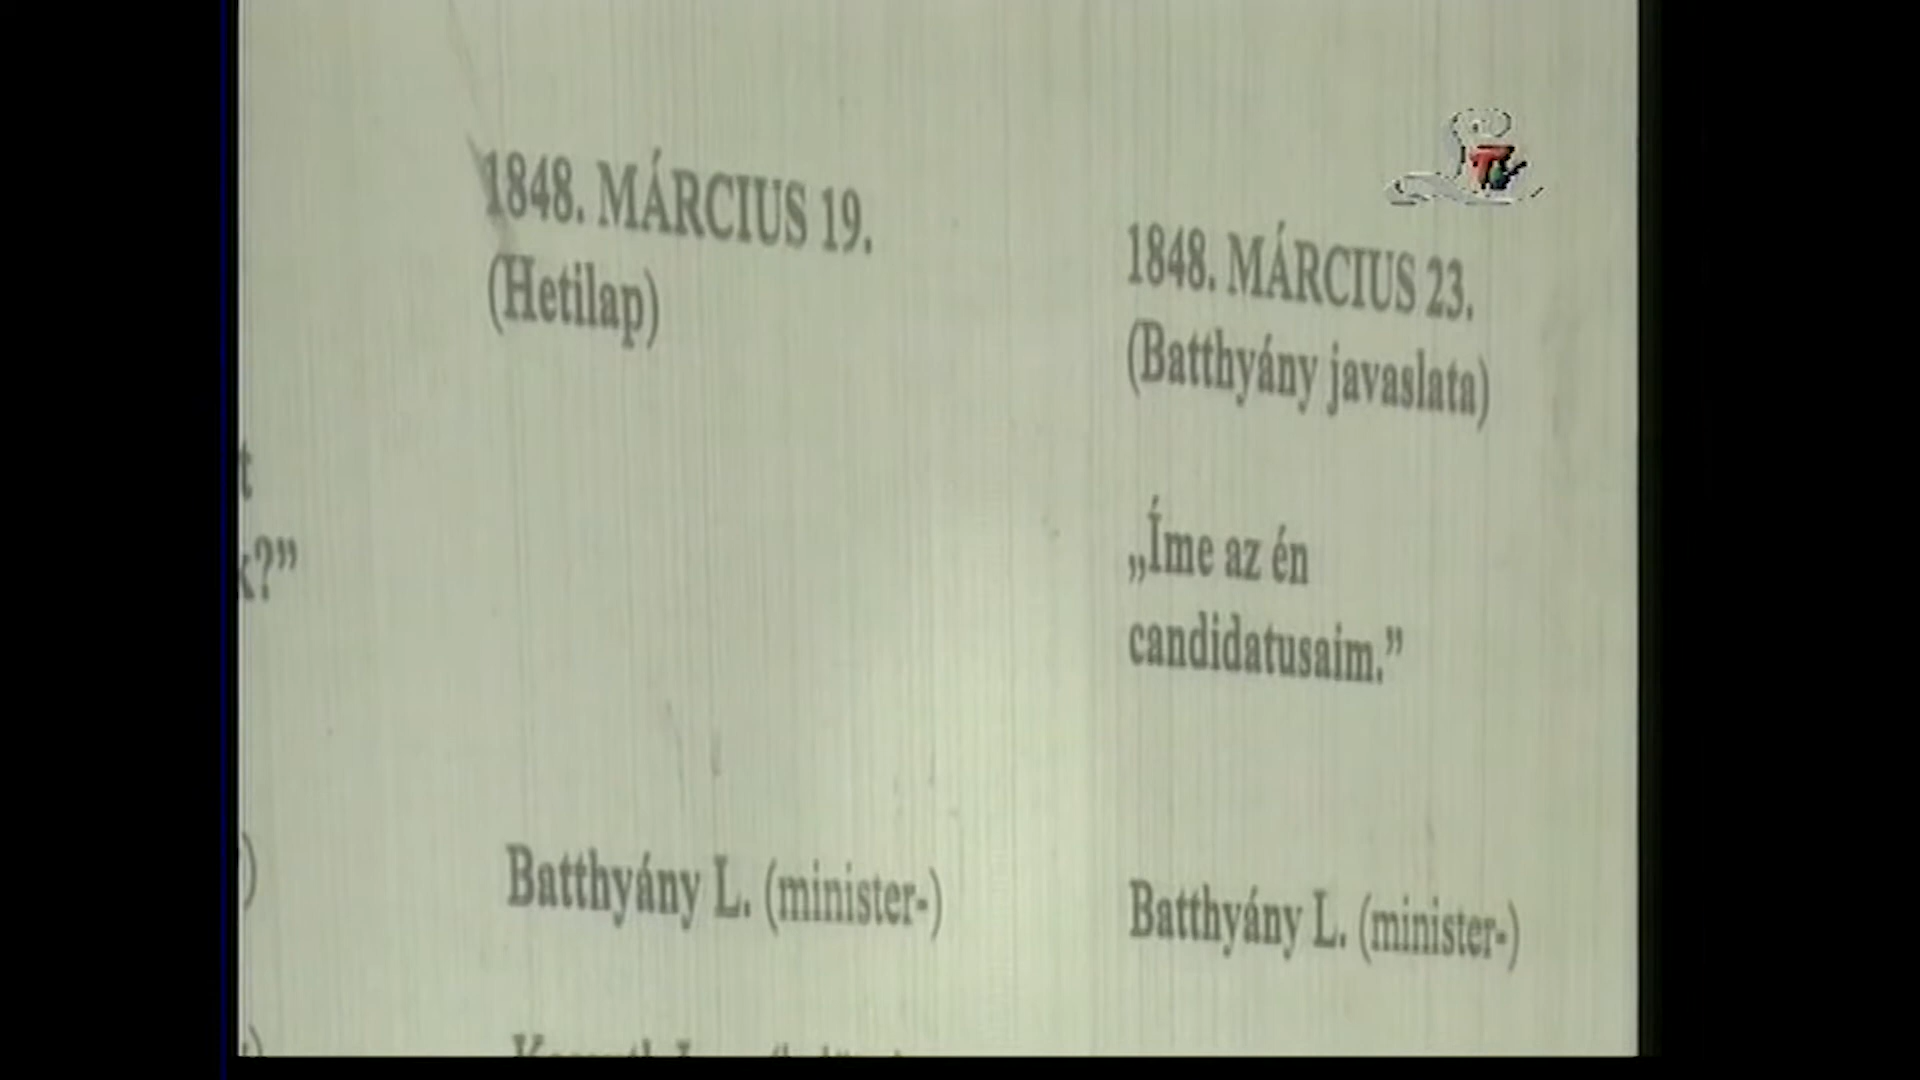 1848. MÁRCIUS 19.
(Hetilap)
Batthyány L. (minister-)
1848. MÁRCIUS 23.
(Batthyány javaslata)
„Íme az én
candidatusaim.”
Batthyány L. (minister-)